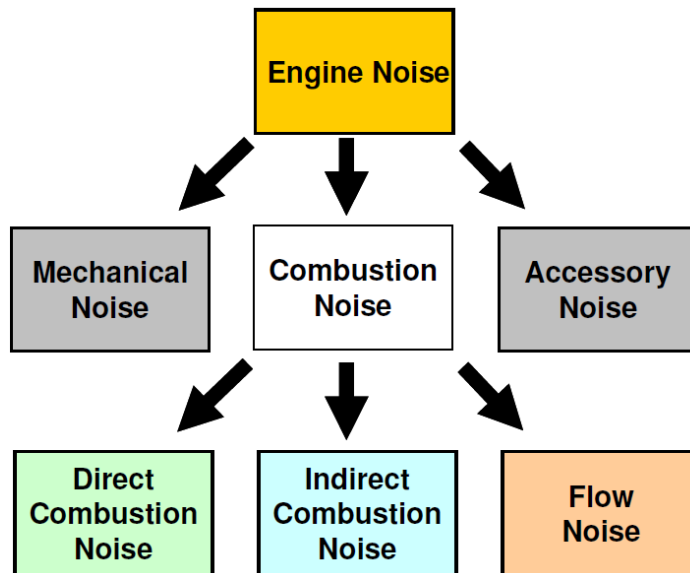 Engine Noise
Mechanical
Noise
Combustion
Noise
Accessory
Noise
Direct
Combustion
Noise
Indirect
Combustion
Noise
Flow
Noise